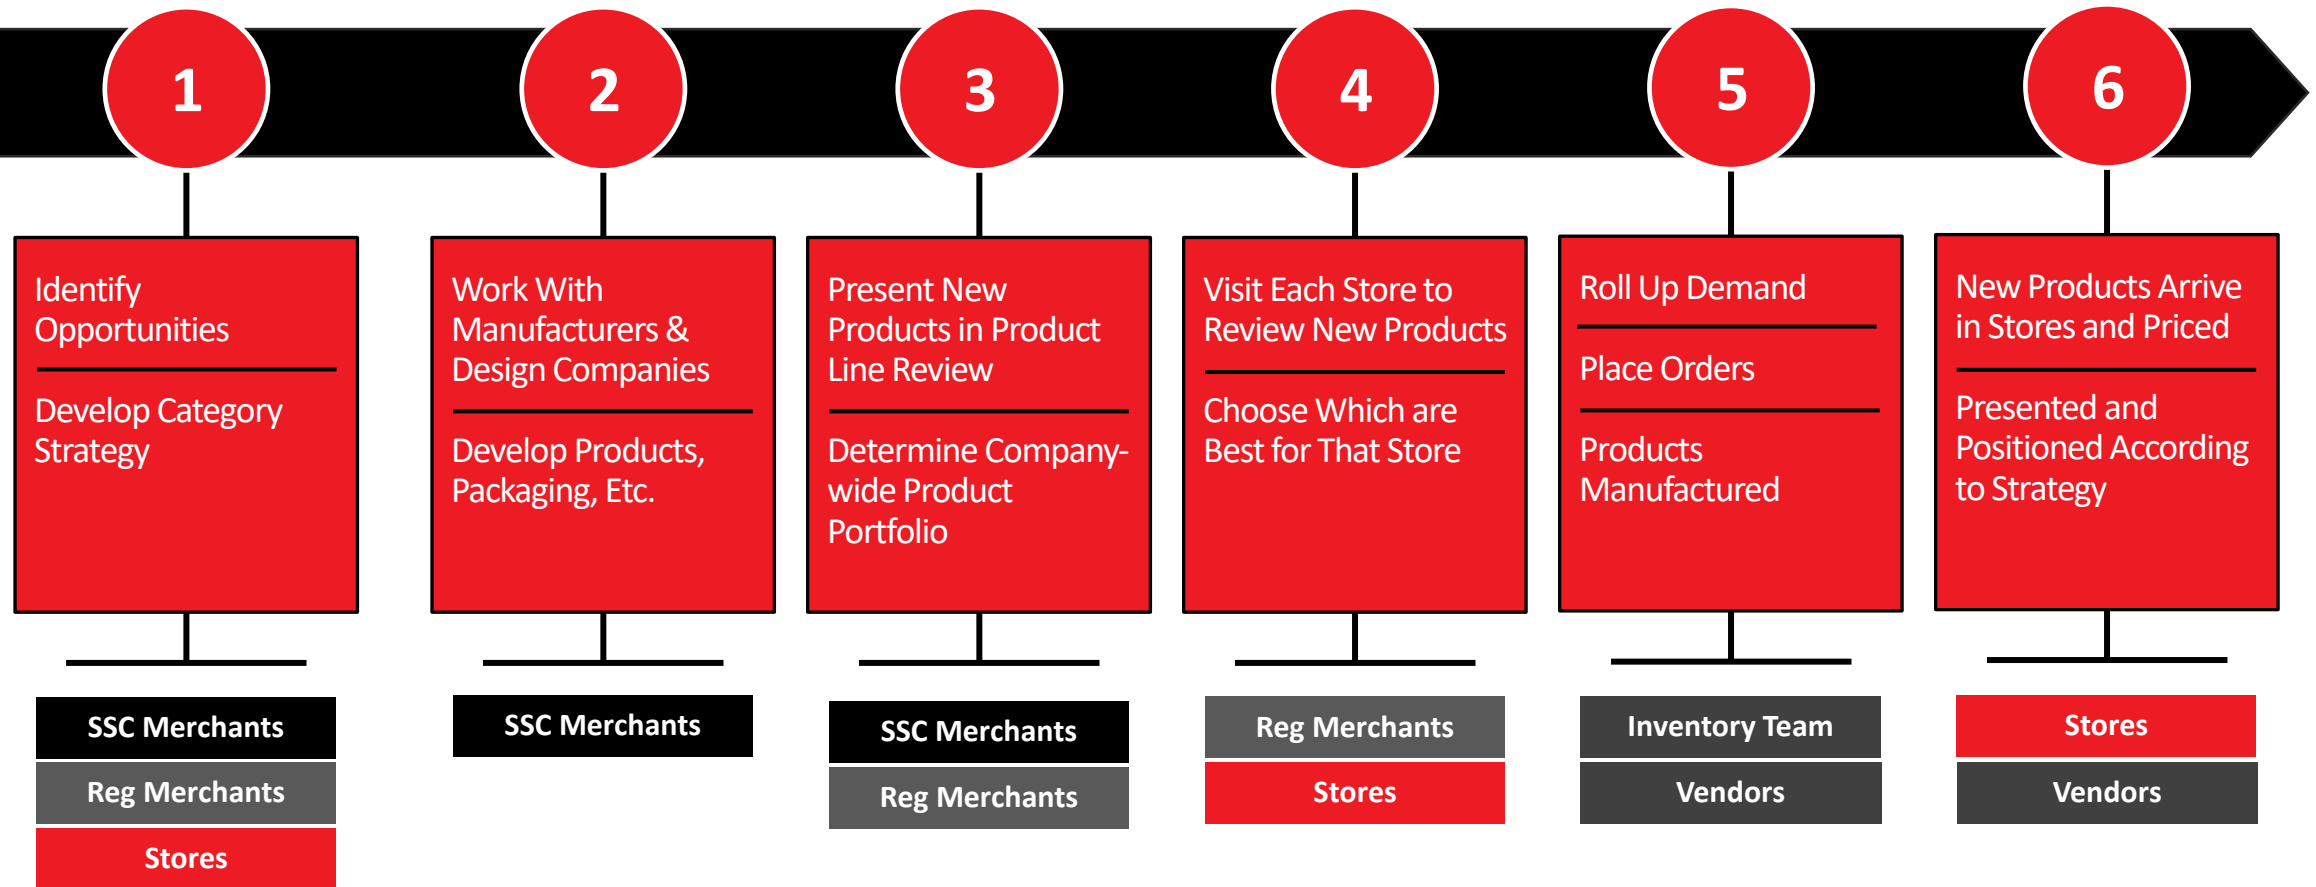 1
2
3
4
5
6
Identify
Opportunities
Develop Category
Strategy
Work With
Manufacturers &
Design Companies
Develop Products,
Packaging, Etc.
Present New
Products in Product
Line Review
Determine Company-
wide Product
Portfolio
Visit Each Store to
Review New Products
Choose Which are
Best for That Store
Roll Up Demand
Place Orders
Products
Manufactured
New Products Arrive
in Stores and Priced
Presented and
Positioned According
to Strategy
SSC Merchants
Reg Merchants
Stores
SSC Merchants
SSC Merchants
Reg Merchants
Reg Merchants
Stores
Inventory Team
Vendors
Stores
Vendors